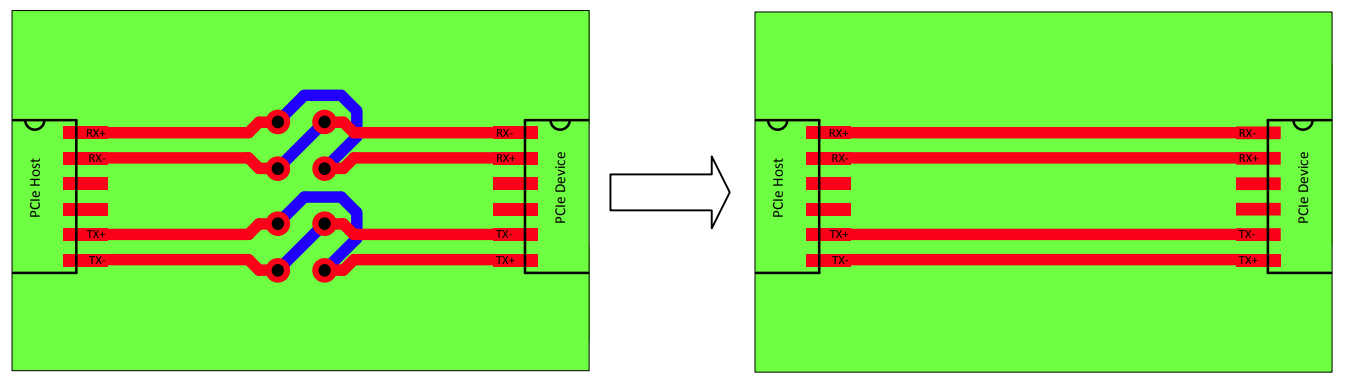 RX+
RX-
PCIe Host
TX+
TX-
RX-
RX+
PCIe Device
TX-
TX+
RX+
RX-
PCIe Host
TX+
TX-
RX-
RX+
PCIe Device
TX-
TX+